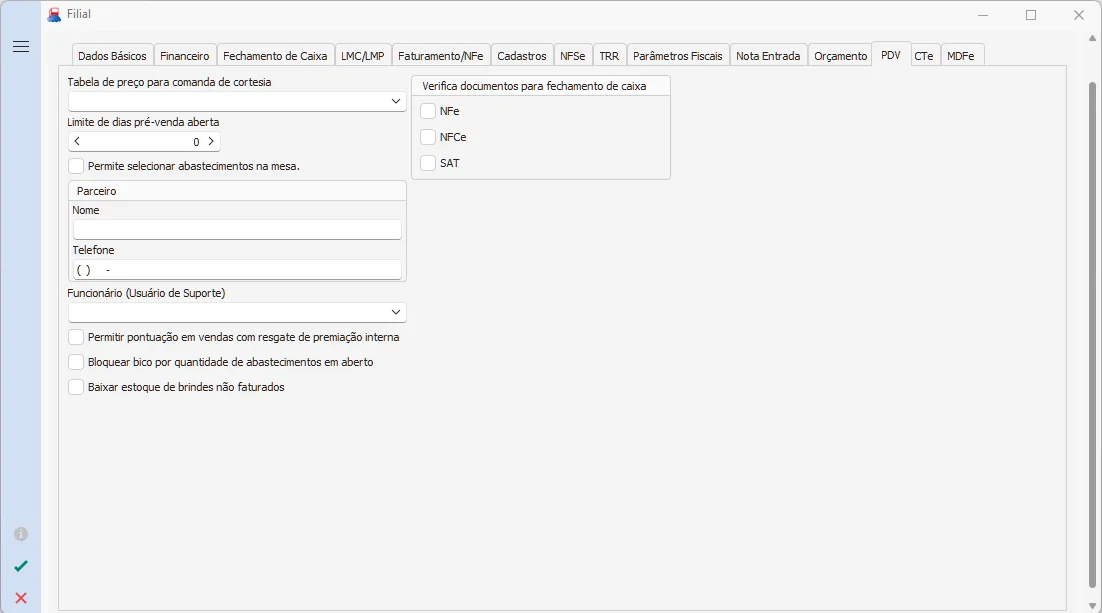 Filial
Dados Básicos Financeiro Fechamento de Caixa LMC/LMP Faturamento/NFe Cadastros NFSe TRR Parâmetros Fiscais Nota Entrada Orçamento PDV CTe MDFe
Tabela de preço para comanda de cortesia
Limite de dias pré-venda aberta
0
Permite selecionar abastecimentos na mesa.
Parceiro
Nome
Telefone
( ) -
Funcionário (Usuário de Suporte)
Permitir pontuação em vendas com resgate de premiação interna
Bloquear bico por quantidade de abastecimentos em aberto
Baixar estoque de brindes não faturados
Verifica documentos para fechamento de caixa
NFe
NFCe
SAT